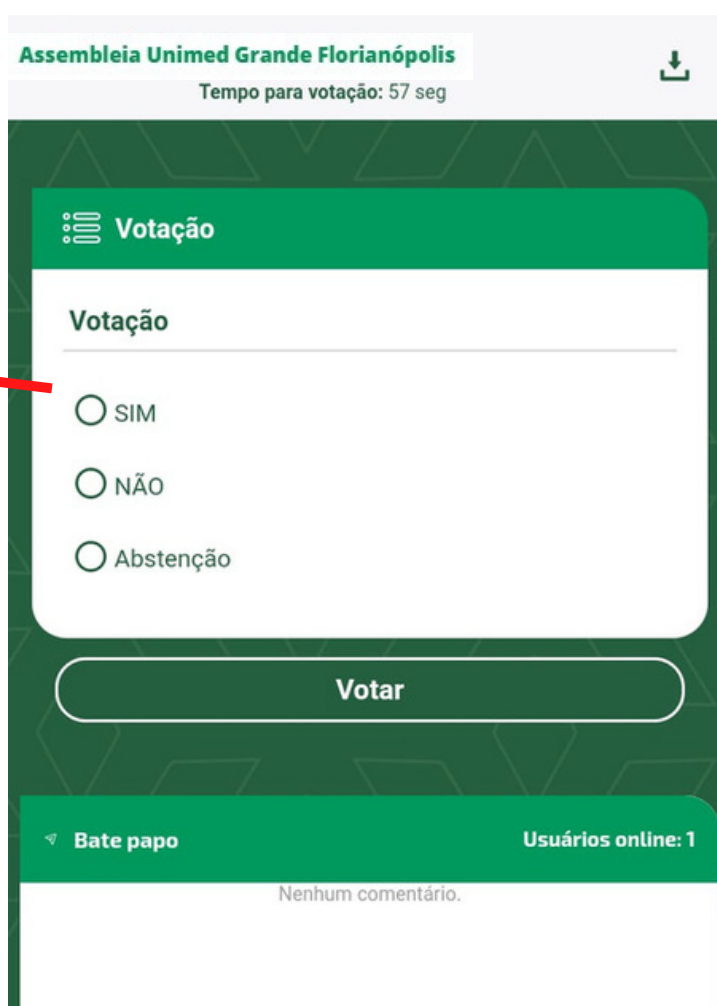 Assembleia Unimed Grande Florianópolis
Tempo para votação: 57 seg
Votação
Votação
SIM
NÃO
Abstenção
Votar
Bate papo Usuários online: 1
Nenhum comentário.